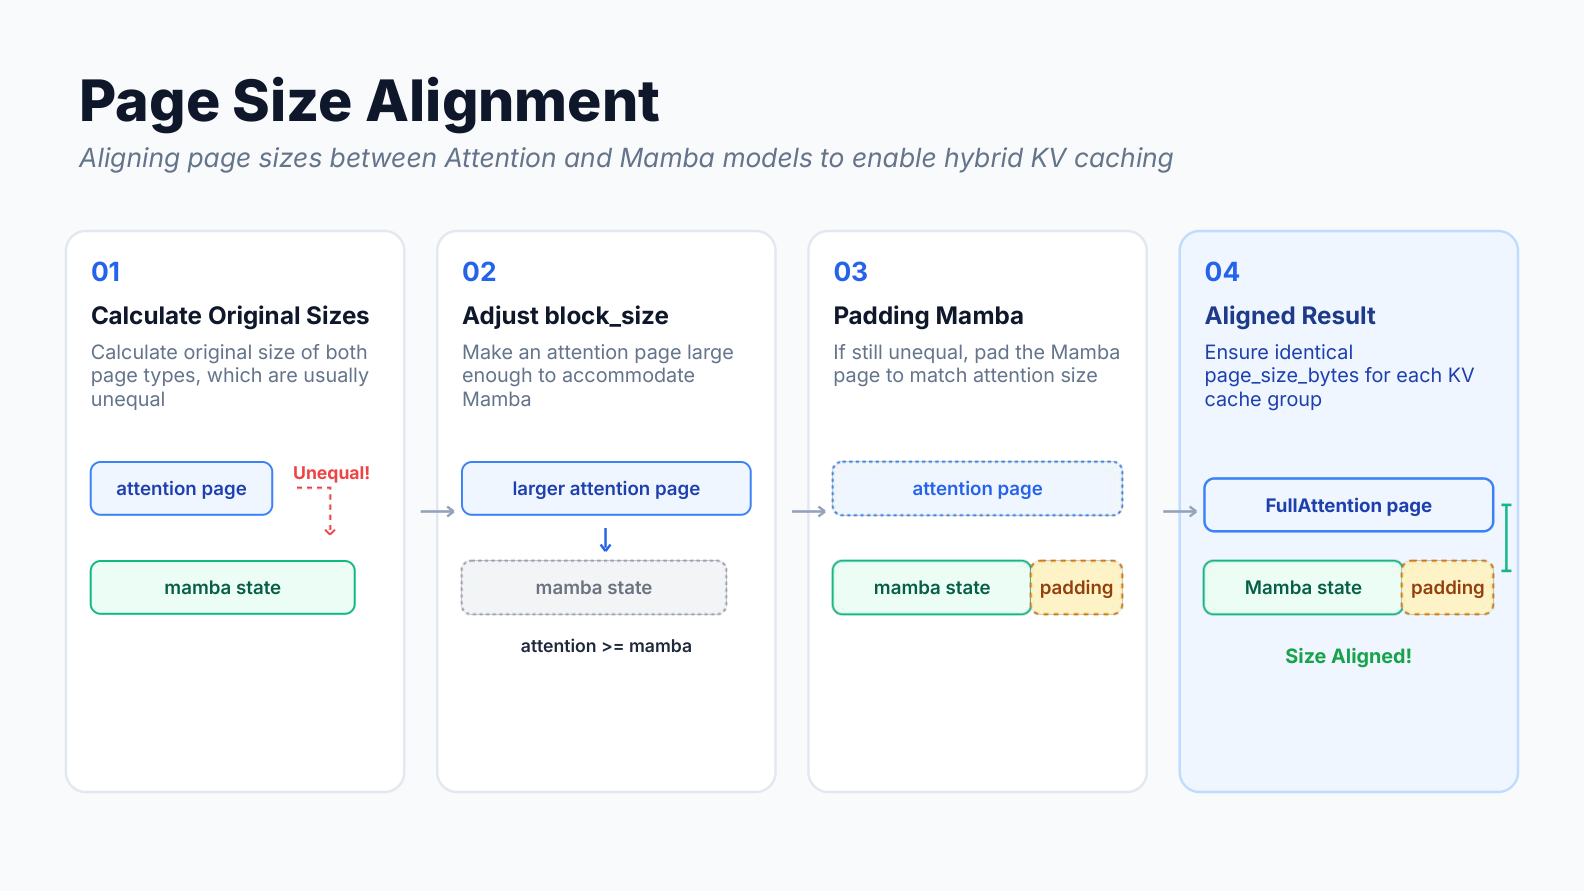 Page Size Alignment
Aligning page sizes between Attention and Mamba models to enable hybrid KV caching
01
Calculate Original Sizes
Calculate original size of both
page types, which are usually
unequal
attention page
Unequal!
mamba state
02
Adjust block_size
Make an attention page large
enough to accommodate
Mamba
larger attention page
mamba state
attention >= mamba
03
Padding Mamba
If still unequal, pad the Mamba
page to match attention size
attention page
mamba state
padding
04
Aligned Result
Ensure identical
page_size_bytes for each KV
cache group
FullAttention page
Mamba state
padding
Size Aligned!